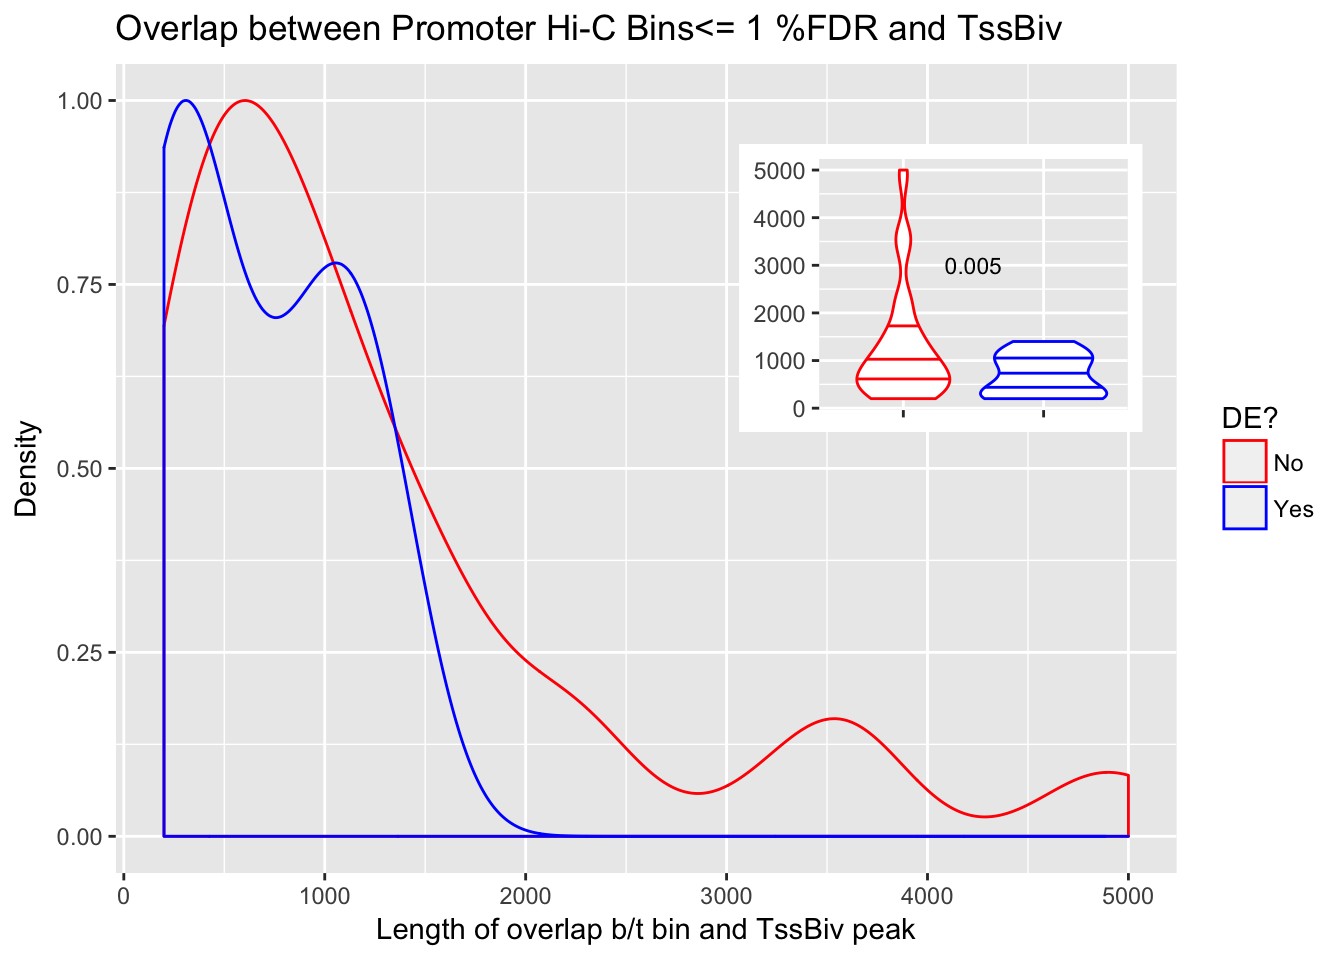 Overlap between Promoter Hi-C Bins<= 1 %FDR and TssBiv
1.00
0.75
0.50
0.25
0.00
Density
5000
4000
3000
2000
1000
0
0.005
DE?
No
Yes
0 1000 2000 3000 4000 5000
Length of overlap b/t bin and TssBiv peak